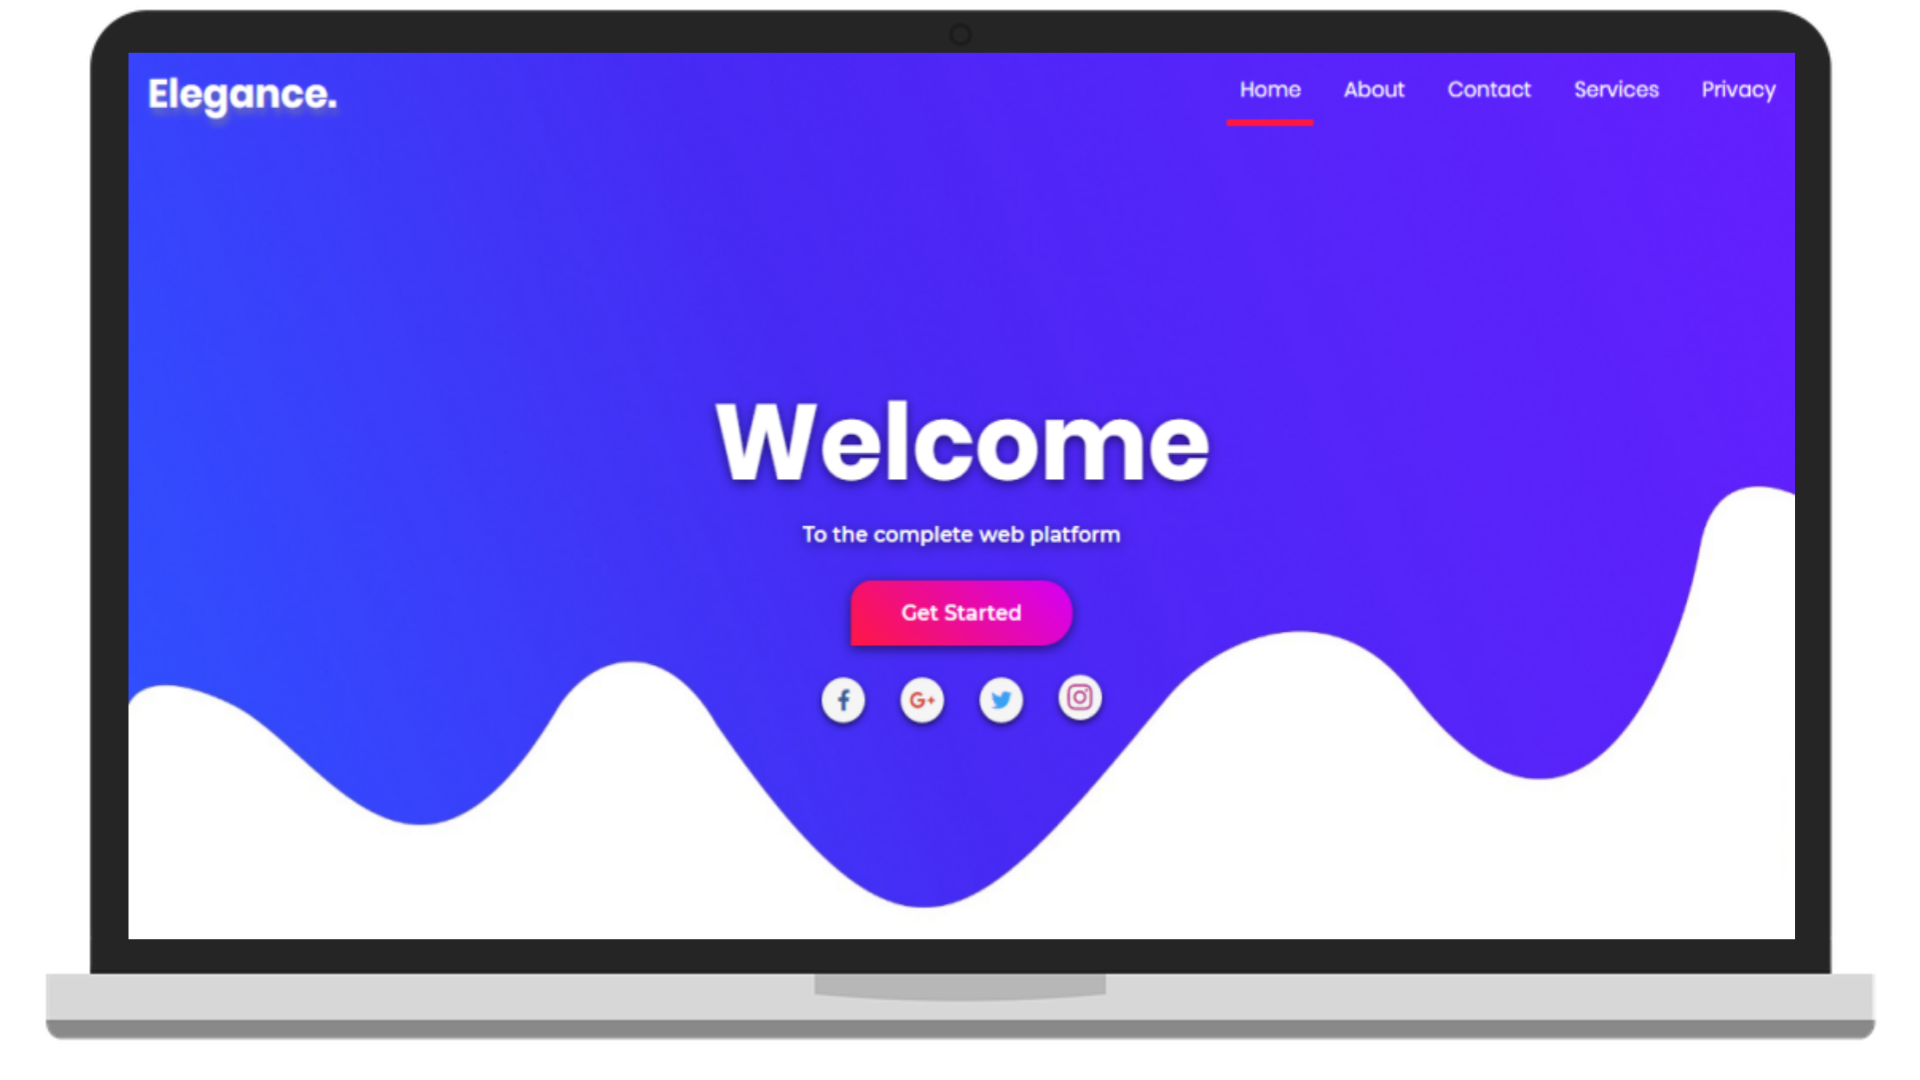 Elegance.
Home About Contact Services Privacy
Welcome
To the complete web platform
Get Started